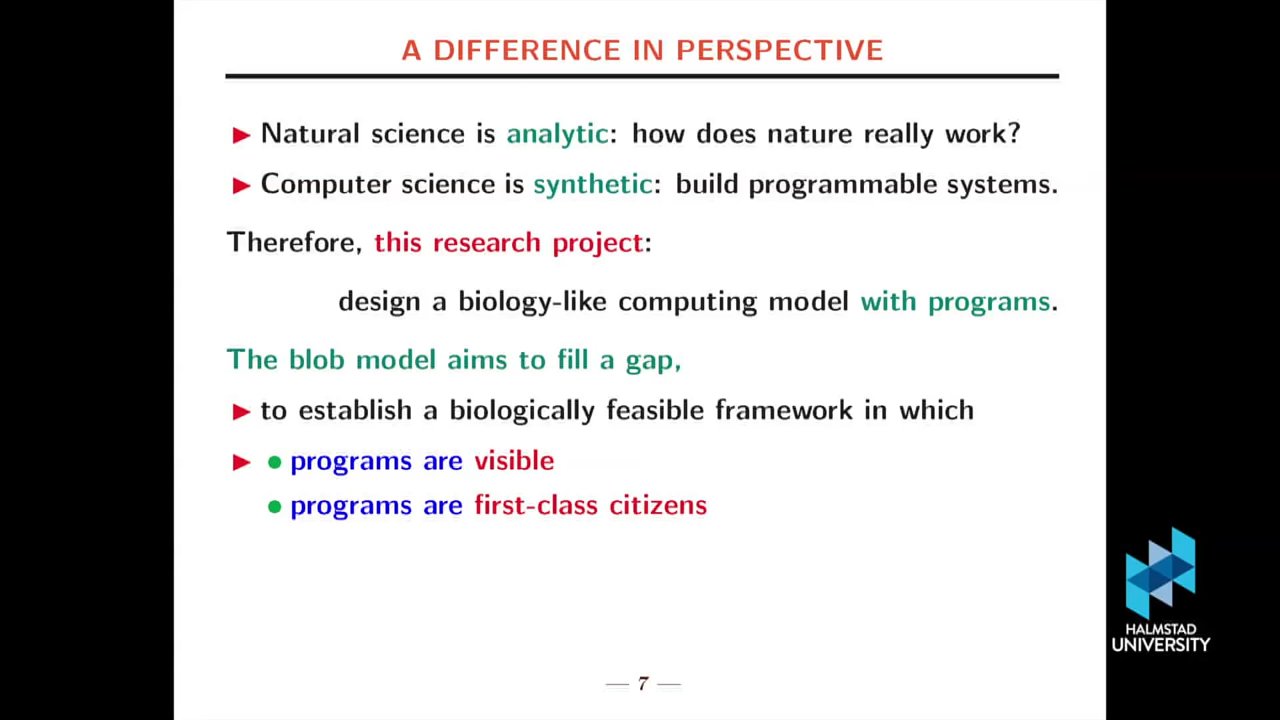 A DIFFERENCE IN PERSPECTIVE
► Natural science is analytic: how does nature really work?
► Computer science is synthetic: build programmable systems.
Therefore, this research project:
design a biology-like computing model with programs.
The blob model aims to fill a gap,
► to establish a biologically feasible framework in which
► • programs are visible
• programs are first-class citizens
— 7 —
HALMSTAD
UNIVERSITY